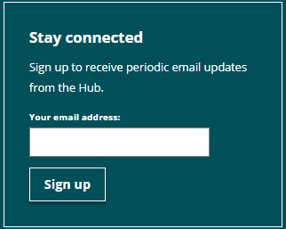 Stay connected
Sign up to receive periodic email updates
from the Hub.
Your email address:
Sign up